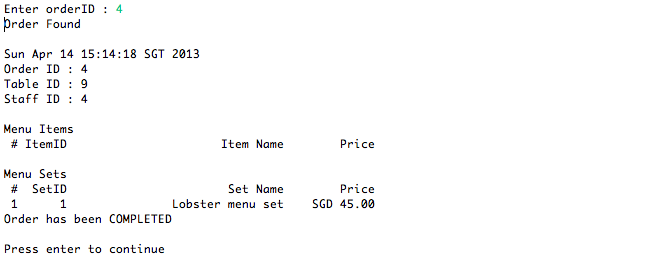 Enter orderID : 4
Order Found
Sun Apr 14 15:14:18 SGT 2013
Order ID : 4
Table ID : 9
Staff ID : 4
Menu Items
# ItemID Item Name Price
Menu Sets
# SetID Set Name Price
1 1 Lobster menu set SGD 45.00
Order has been COMPLETED
Press enter to continue